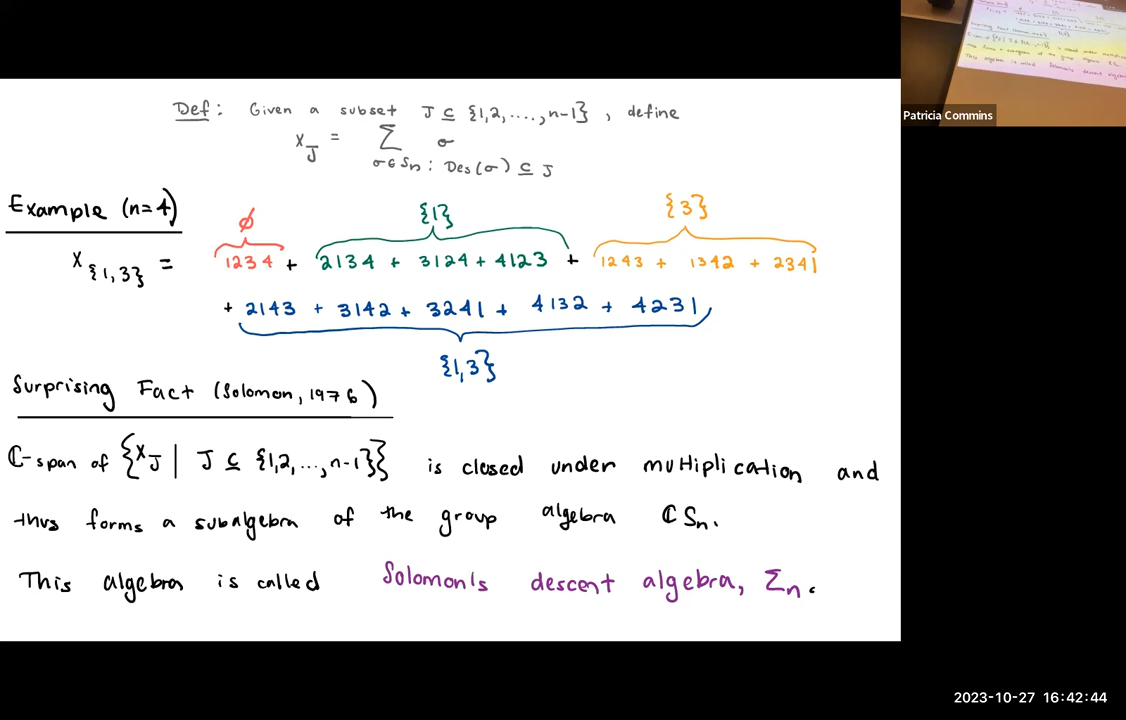 Def: Given a subset J ⊆ {1,2,....,n-1} , define
x_J = Σ σ
σ∈Sn : Des(σ) ⊆ J
Example (n=4)
∅ {1} {3}
x_{1,3} = 1234 + 2134 + 3124 + 4123 + 1243 + 1342 + 2341
+ 2143 + 3142 + 3241 + 4132 + 4231
{1,3}
Surprising Fact (Solomon, 1976)
ℂ-span of {x_J | J ⊆ {1,2,...,n-1}} is closed under multiplication and
thus forms a subalgebra of the group algebra ℂSn.
This algebra is called Solomon's descent algebra, Σn.
Patricia Commins
2023-10-27 16:42:44